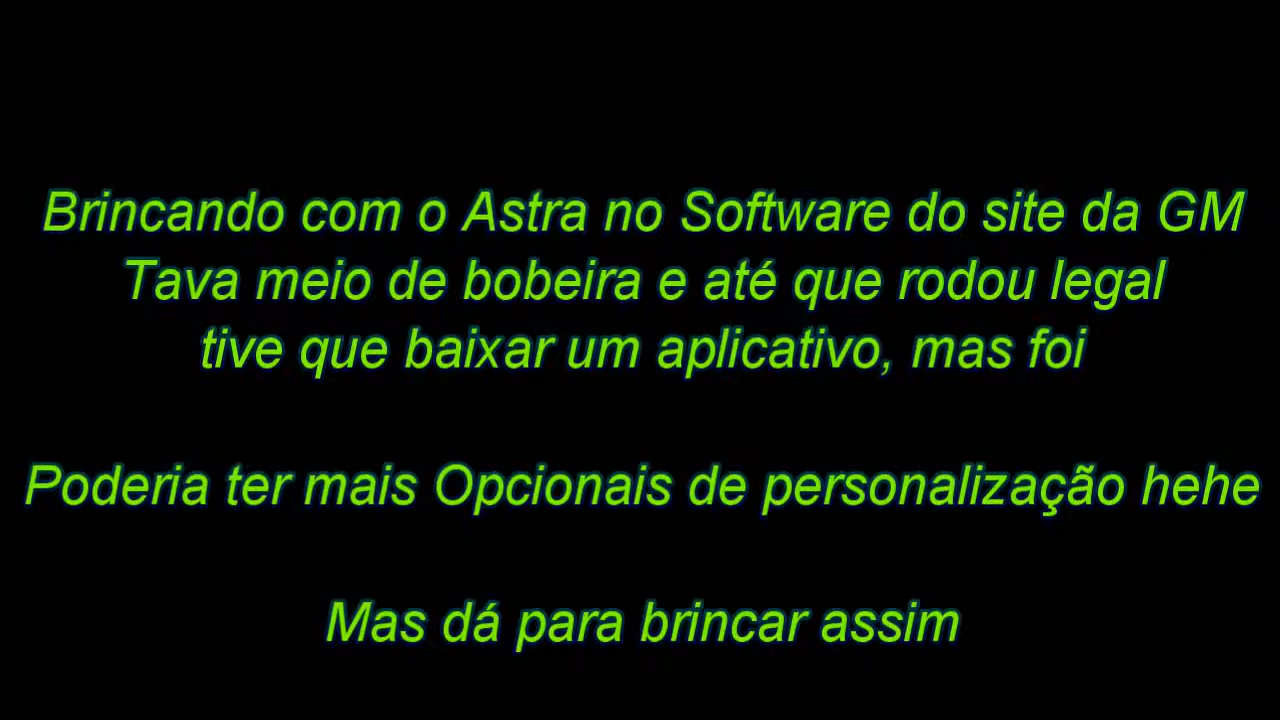 Brincando com o Astra no Software do site da GM
Tava meio de bobeira e até que rodou legal
tive que baixar um aplicativo, mas foi
Poderia ter mais Opcionais de personalização hehe
Mas dá para brincar assim